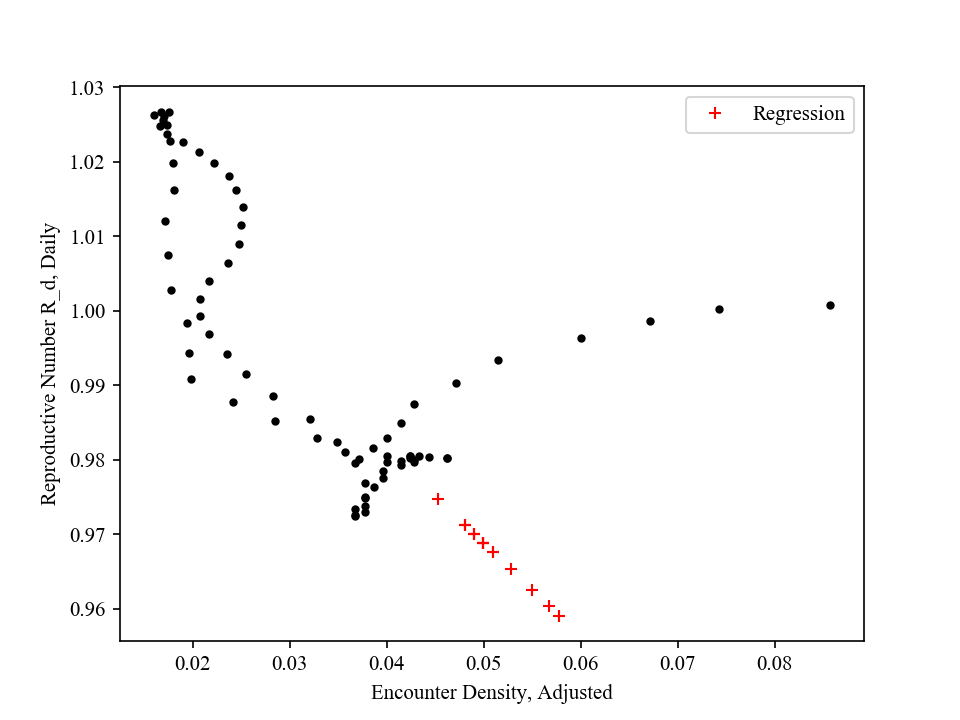 1.03
1.02
1.01
1.00
0.99
0.98
0.97
0.96
Reproductive Number R_d, Daily
Regression
0.02 0.03 0.04 0.05 0.06 0.07 0.08
Encounter Density, Adjusted